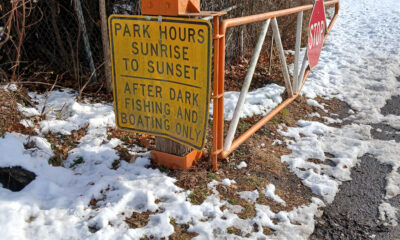 PARK HOURS
SUNRISE
TO SUNSET
AFTER DARK
FISHING AND
BOATING ONLY
STOP